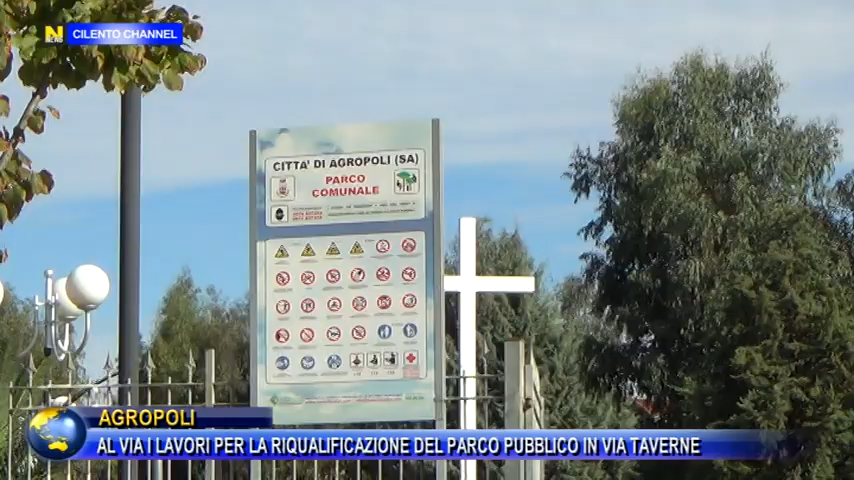 N
NEWS
CILENTO CHANNEL
CITTA' DI AGROPOLI (SA)
PARCO
COMUNALE
AGROPOLI
AL VIA I LAVORI PER LA RIQUALIFICAZIONE DEL PARCO PUBBLICO IN VIA TAVERNE